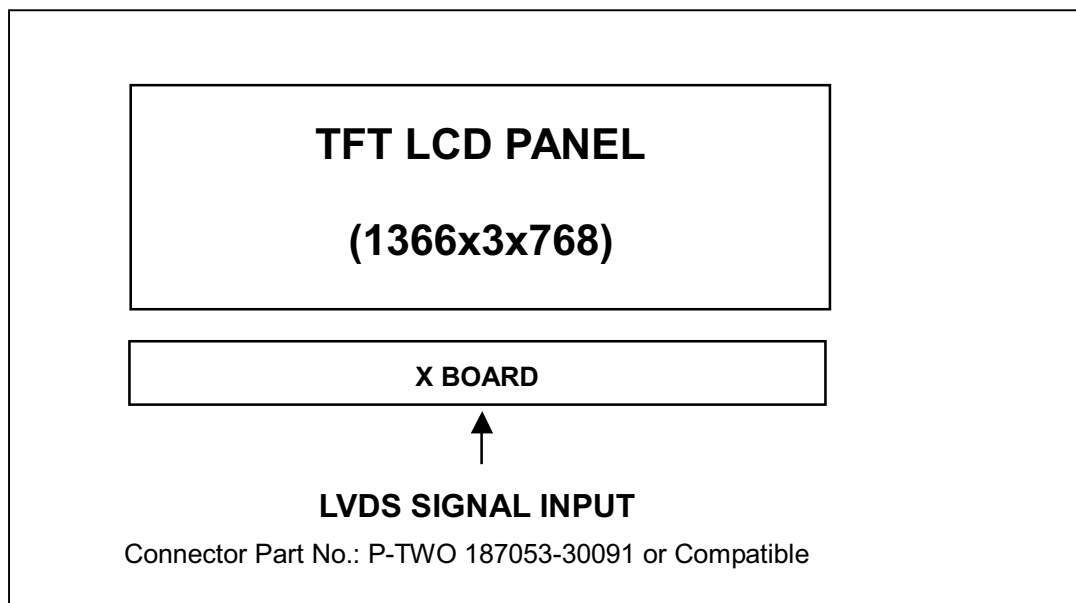 TFT LCD PANEL
(1366x3x768)
X BOARD
LVDS SIGNAL INPUT
Connector Part No.: P-TWO 187053-30091 or Compatible